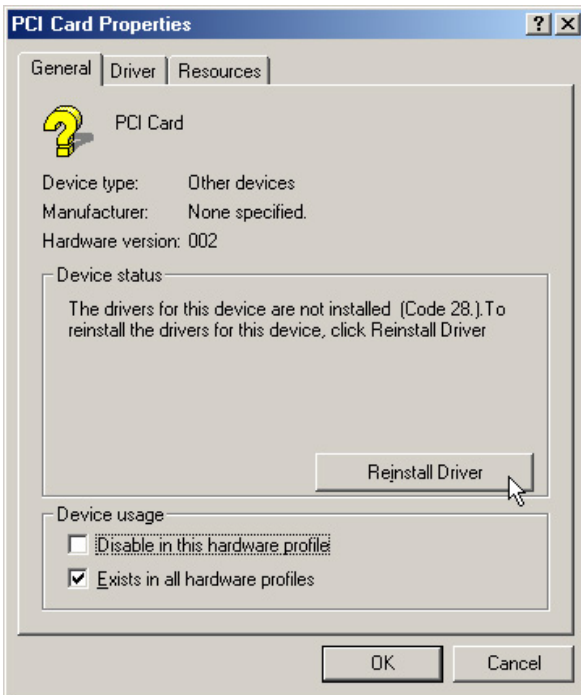 PCI Card Properties
General Driver Resources
PCI Card
Device type: Other devices
Manufacturer: None specified.
Hardware version: 002
Device status
The drivers for this device are not installed (Code 28.).To
reinstall the drivers for this device, click Reinstall Driver
Reinstall Driver
Device usage
Disable in this hardware profile
Exists in all hardware profiles
OK Cancel